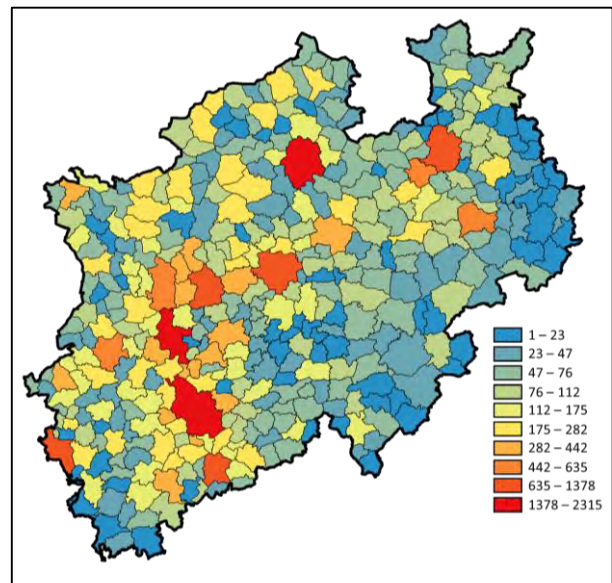 1 – 23
23 – 47
47 – 76
76 – 112
112 – 175
175 – 282
282 – 442
442 – 635
635 – 1378
1378 – 2315